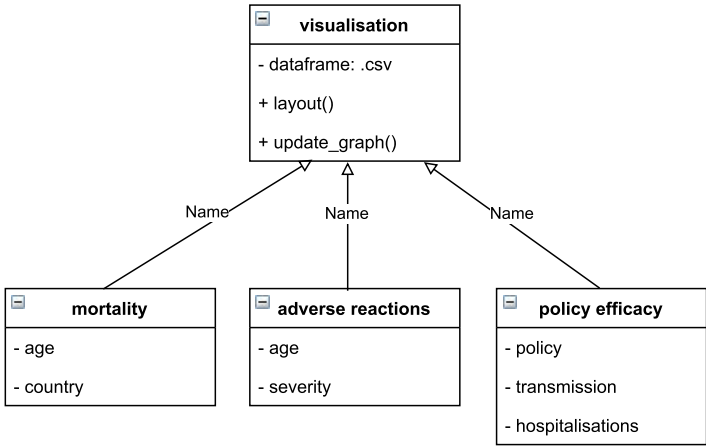 visualisation
- dataframe: .csv
+ layout()
+ update_graph()
Name
Name
Name
mortality
- age
- country
adverse reactions
- age
- severity
policy efficacy
- policy
- transmission
- hospitalisations